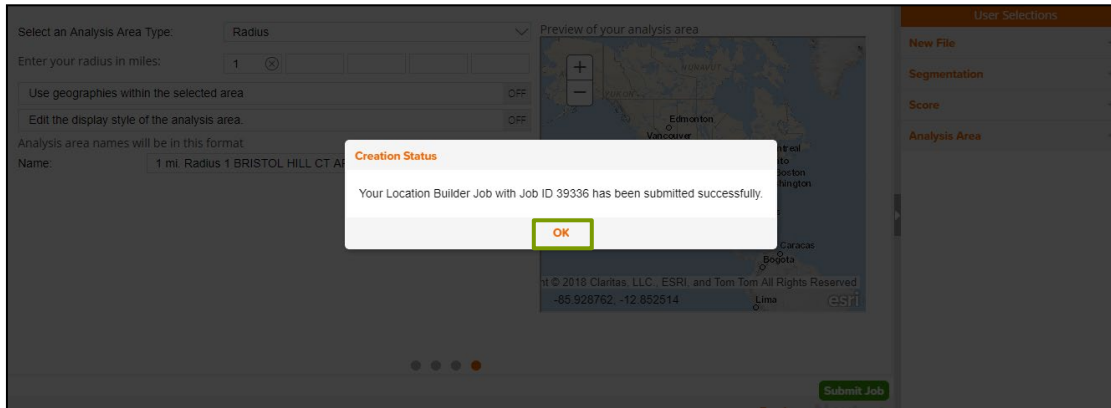 User Selections
Select an Analysis Area Type:
Radius
Preview of your analysis area
New File
Enter your radius in miles:
1
+
Segmentation
Use geographies within the selected area
OFF
−
Score
Edit the display style of the analysis area.
OFF
Edmonton
Vancouver
Analysis Area
Analysis area names will be in this format
Name:
1 mi. Radius 1 BRISTOL HILL CT
Creation Status
Your Location Builder Job with Job ID 39336 has been submitted successfully.
OK
Caracas
Bogota
© 2018 Claritas, LLC., ESRI, and Tom Tom All Rights Reserved
-85.928762, -12.852514
Lima
esri
Submit Job